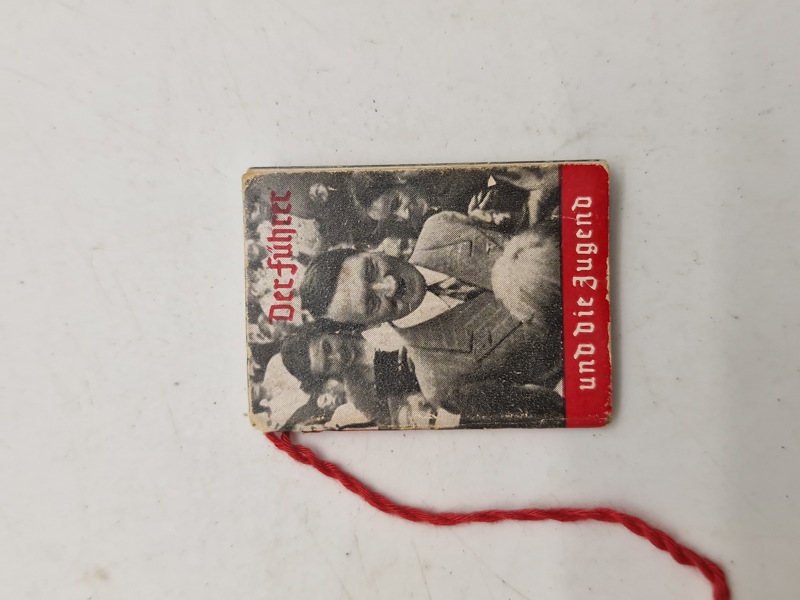 Der Führer
und die Jugend